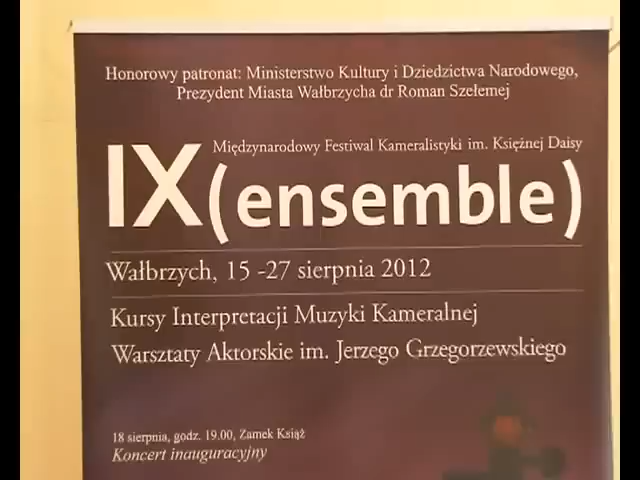 Honorowy patronat: Ministerstwo Kultury i Dziedzictwa Narodowego,
Prezydent Miasta Wałbrzycha dr Roman Szełemej
Międzynarodowy Festiwal Kameralistyki im. Księżnej Daisy
IX (ensemble)
Wałbrzych, 15 -27 sierpnia 2012
Kursy Interpretacji Muzyki Kameralnej
Warsztaty Aktorskie im. Jerzego Grzegorzewskiego
18 sierpnia, godz. 19.00, Zamek Książ
Koncert inauguracyjny